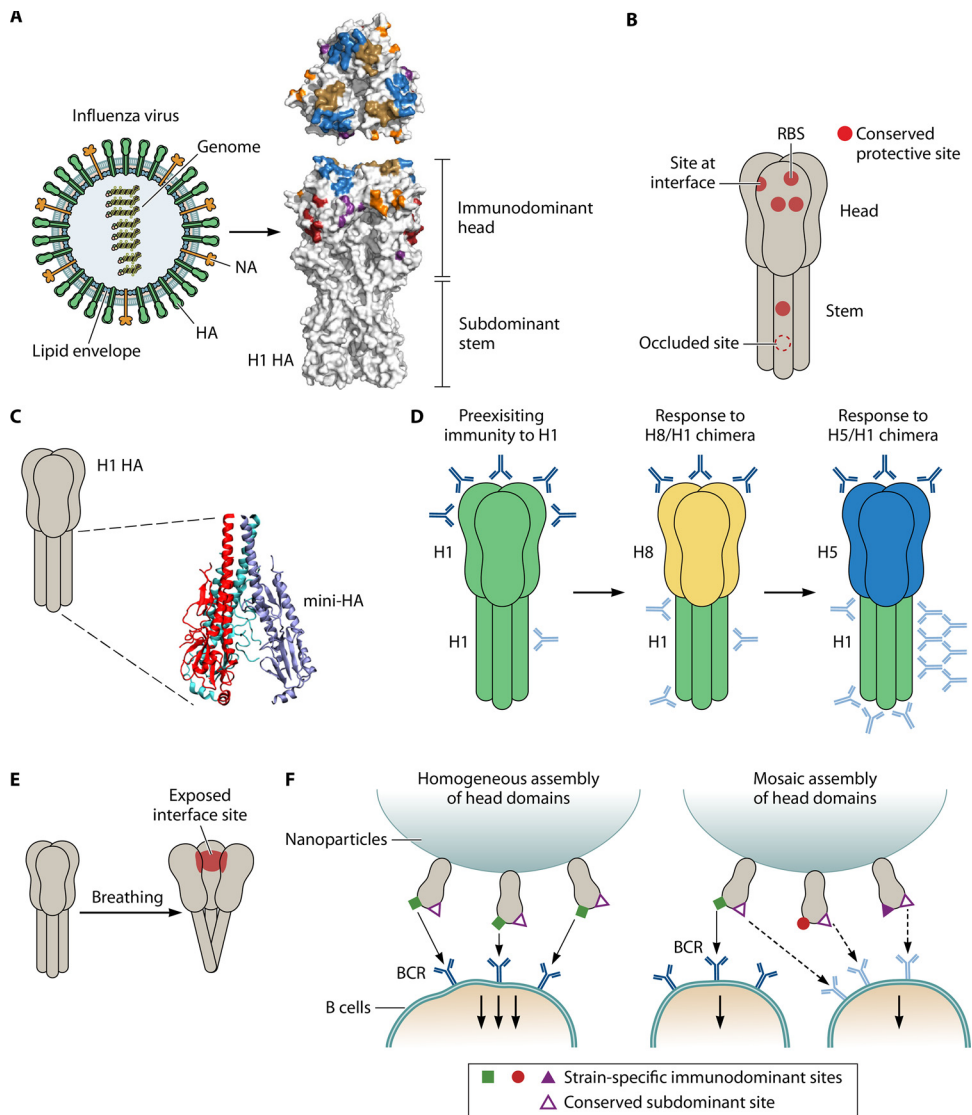 A
Influenza virus
Genome
NA
HA
Lipid envelope
H1 HA
Immunodominant
head
Subdominant
stem
B
RBS
Conserved
protective site
Site at
interface
Head
Stem
Occluded site
C
H1 HA
mini-HA
D
Preexisiting
immunity to H1
Response to
H8/H1 chimera
Response to
H5/H1 chimera
H1
H8
H5
H1
H1
H1
E
Exposed
interface site
Breathing
F
Homogeneous assembly
of head domains
Mosaic assembly
of head domains
Nanoparticles
BCR
B cells
BCR
Strain-specific immunodominant sites
Conserved subdominant site